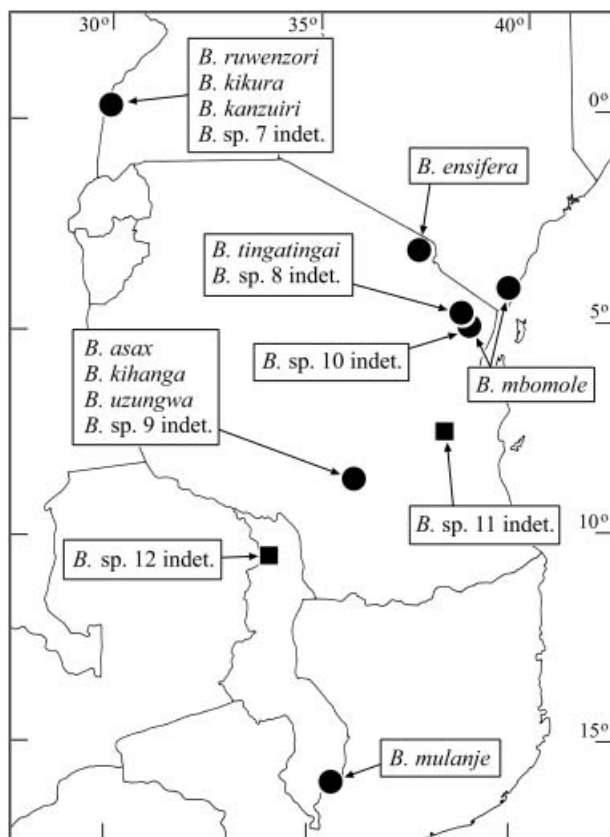 30°
35°
40°
B. ruwenzori
B. kikura
B. kanzuiri
B. sp. 7 indet.
0°
B. ensifera
B. tingatingai
B. sp. 8 indet.
5°
B. asax
B. kihanga
B. uzungwa
B. sp. 9 indet.
B. sp. 10 indet.
B. mbomole
B. sp. 11 indet.
10°
B. sp. 12 indet.
15°
B. mulanje